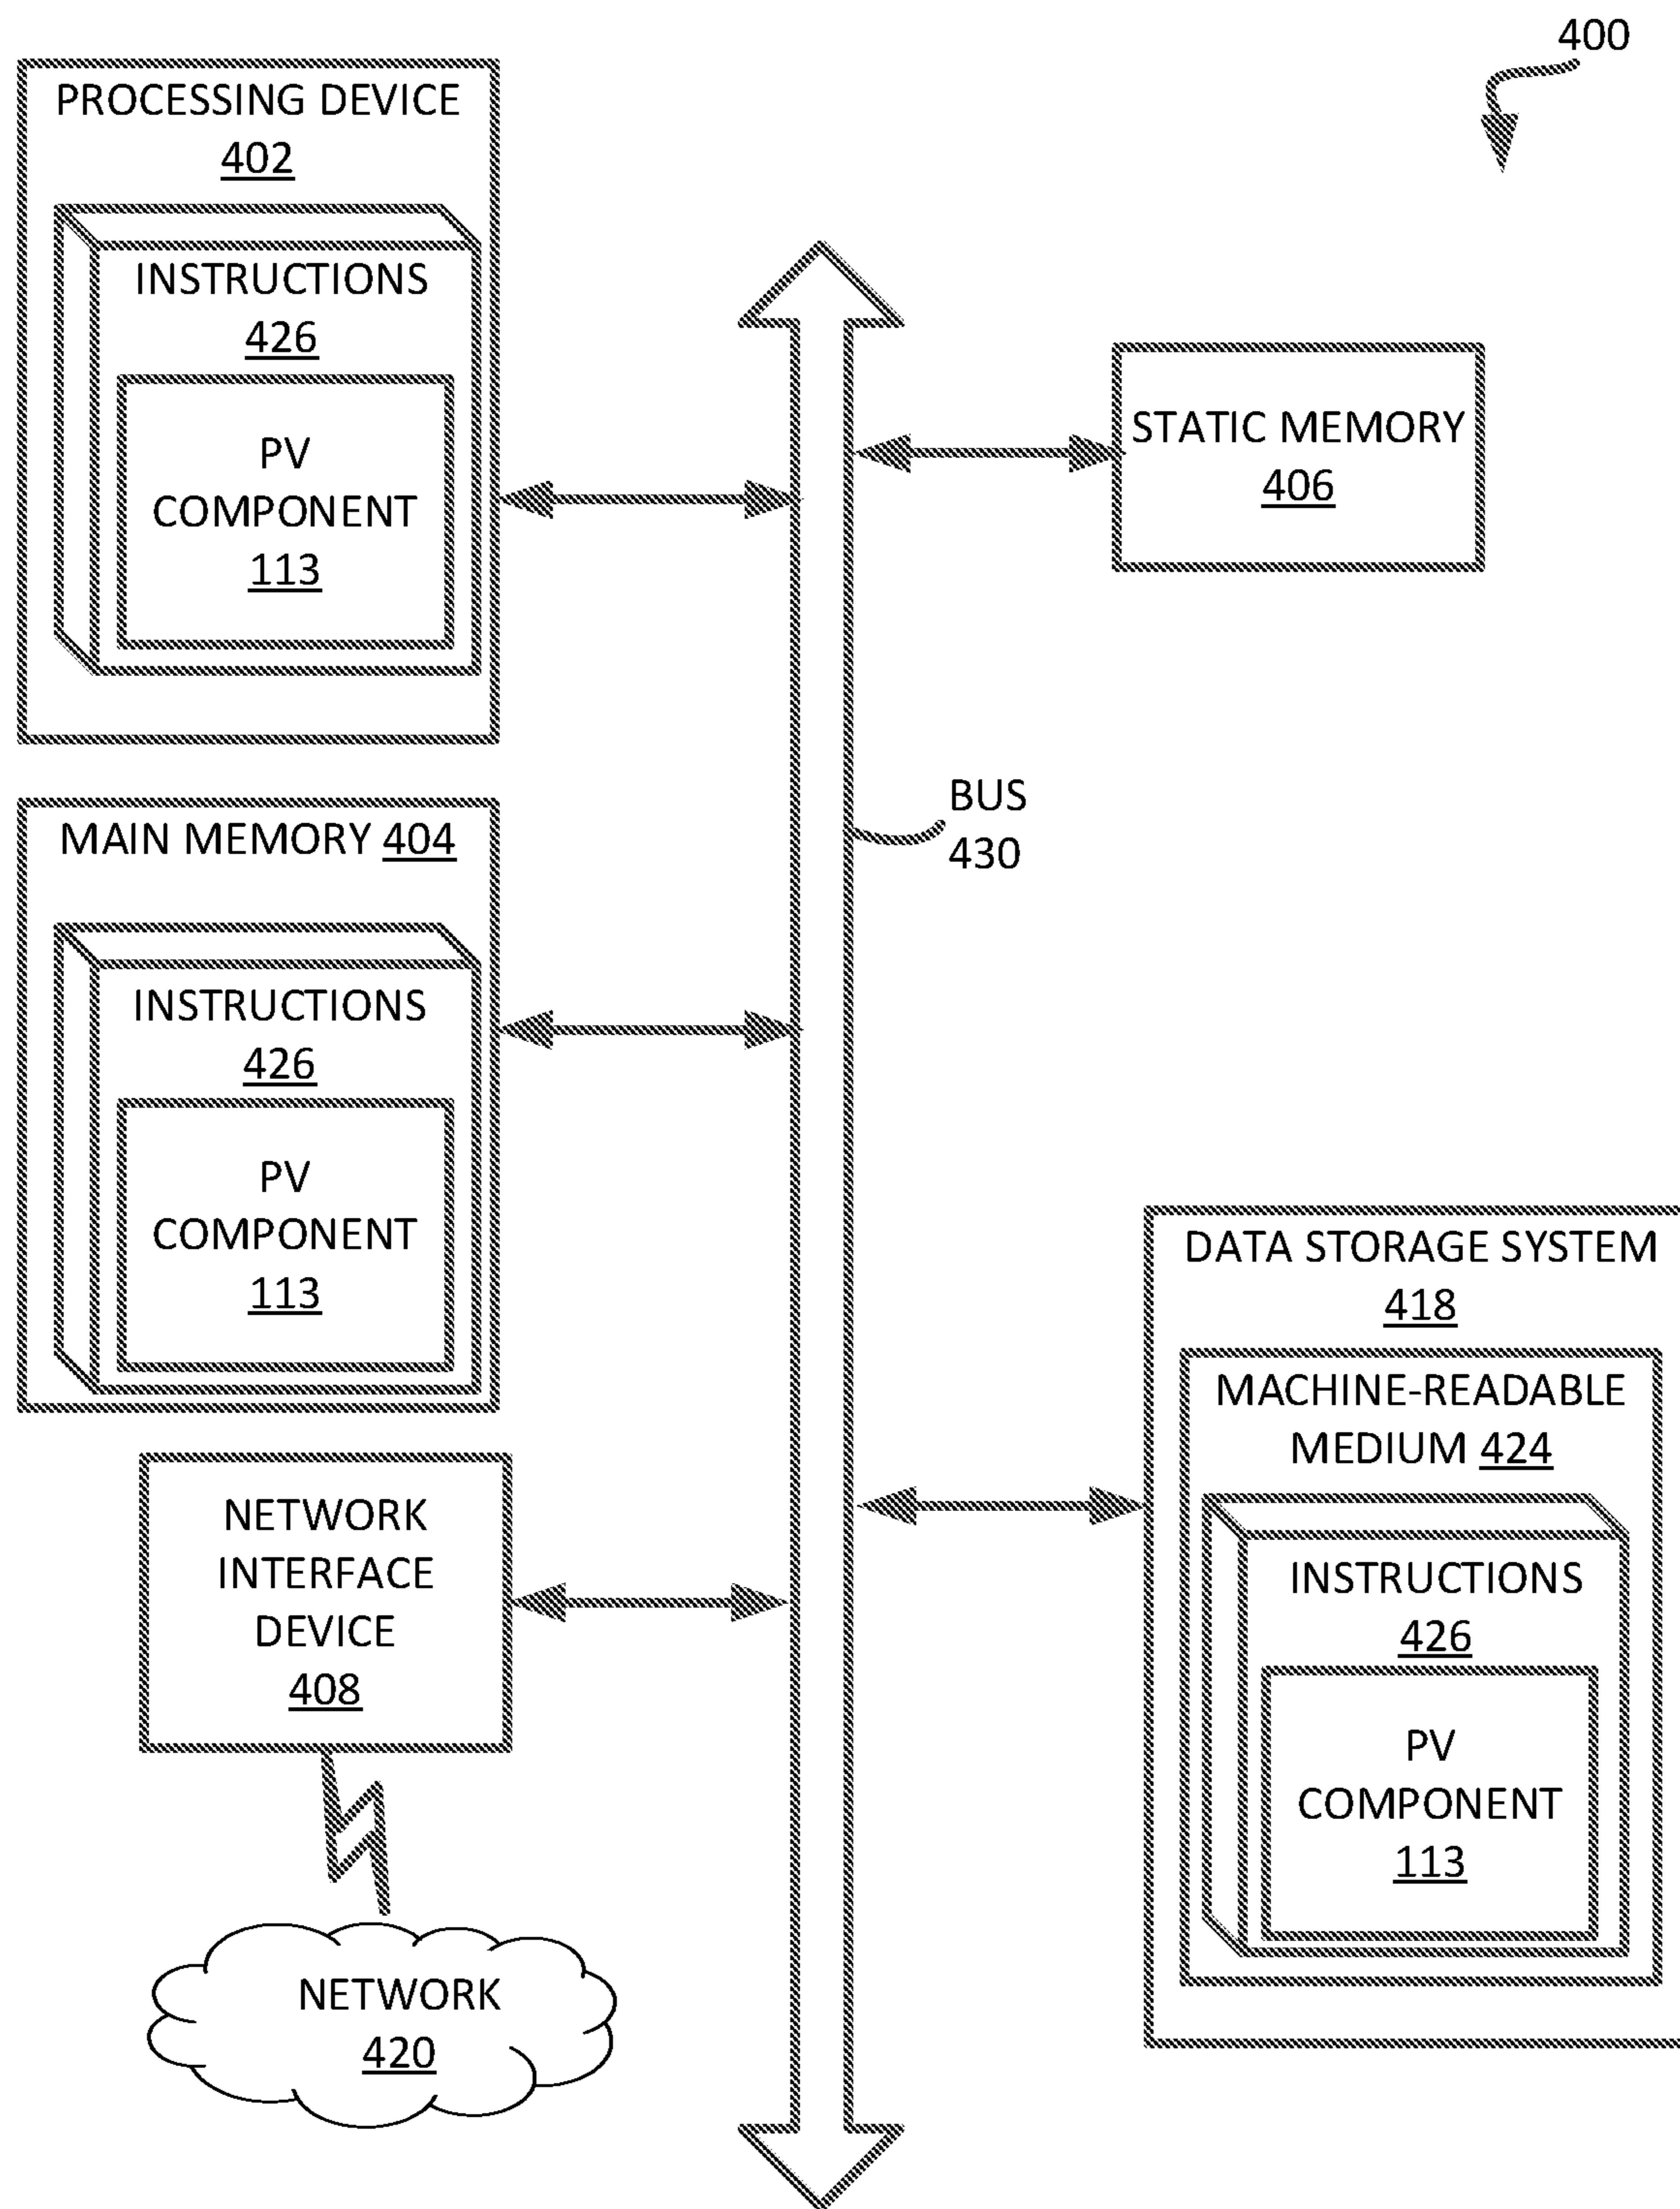 400
PROCESSING DEVICE
402
INSTRUCTIONS
426
PV
COMPONENT
113
STATIC MEMORY
406
BUS
430
MAIN MEMORY 404
INSTRUCTIONS
426
PV
COMPONENT
113
DATA STORAGE SYSTEM
418
MACHINE-READABLE
MEDIUM 424
INSTRUCTIONS
426
PV
COMPONENT
113
NETWORK
INTERFACE
DEVICE
408
NETWORK
420